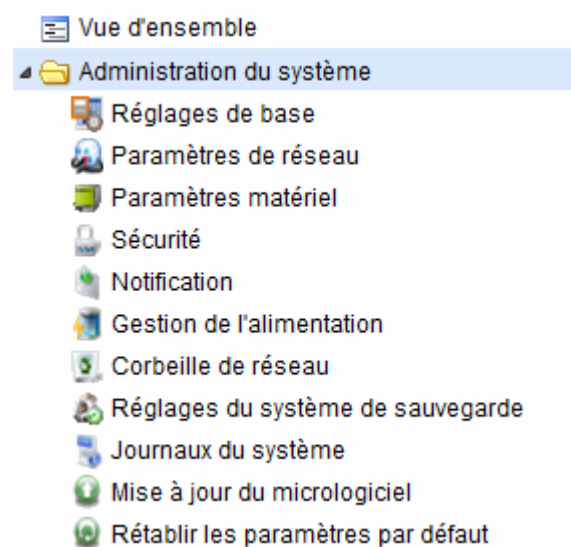 Vue d'ensemble
Administration du système
Réglages de base
Paramètres de réseau
Paramètres matériel
Sécurité
Notification
Gestion de l'alimentation
Corbeille de réseau
Réglages du système de sauvegarde
Journaux du système
Mise à jour du micrologiciel
Rétablir les paramètres par défaut